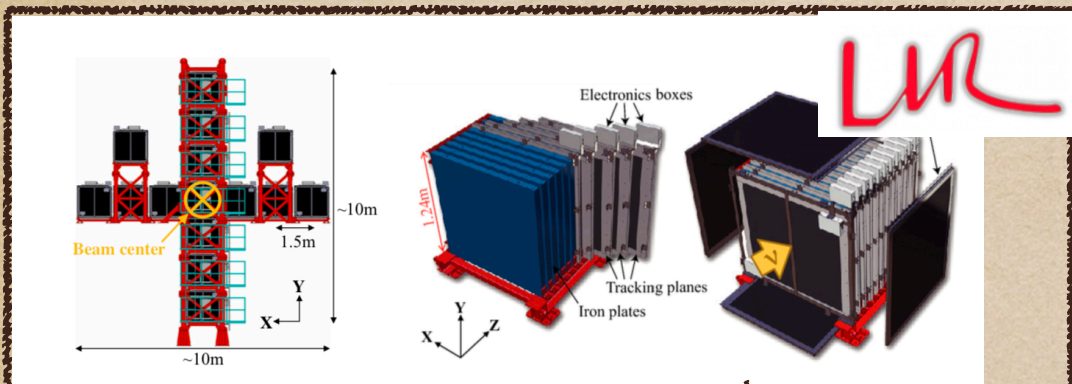 LLR
Electronics boxes
1.24m
~10m
Beam center
1.5m
ν
Tracking planes
Iron plates
Y
X
Y
X
Z
~10m